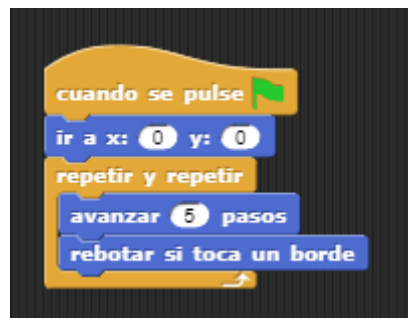 cuando se pulse
ir a x: 0 y: 0
repetir y repetir
avanzar 5 pasos
rebotar si toca un borde